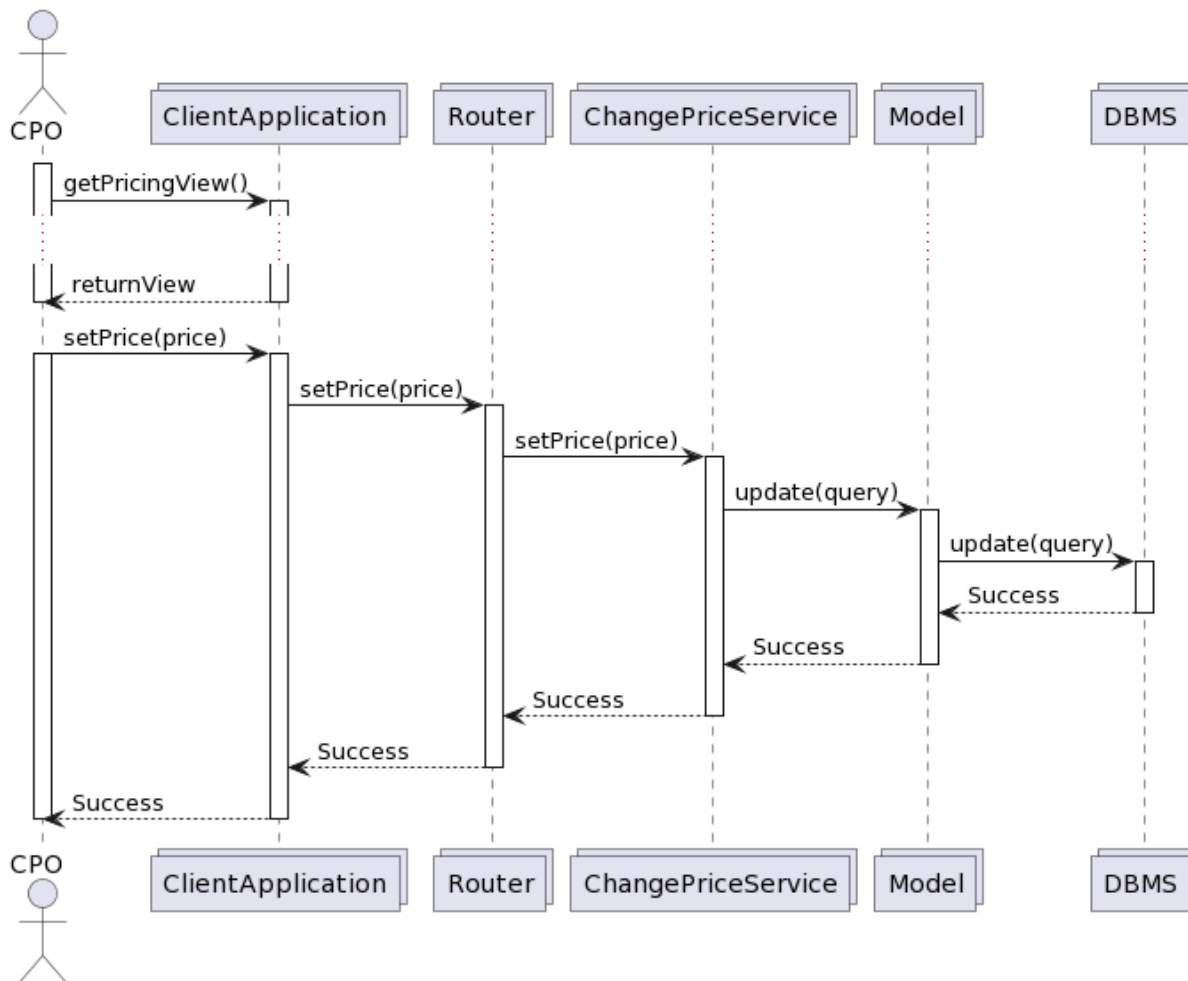 CPO
ClientApplication
Router
ChangePriceService
Model
DBMS
getPricingView()
returnView
setPrice(price)
setPrice(price)
setPrice(price)
update(query)
update(query)
Success
Success
Success
Success
Success
CPO
ClientApplication
Router
ChangePriceService
Model
DBMS